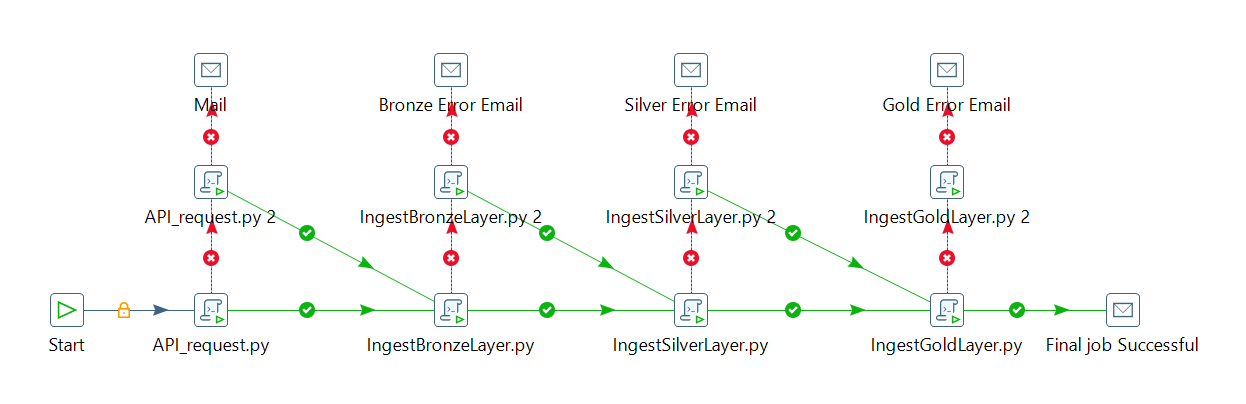 Mail
Bronze Error Email
Silver Error Email
Gold Error Email
API_request.py 2
IngestBronzeLayer.py 2
IngestSilverLayer.py 2
IngestGoldLayer.py 2
Start
API_request.py
IngestBronzeLayer.py
IngestSilverLayer.py
IngestGoldLayer.py
Final job Successful